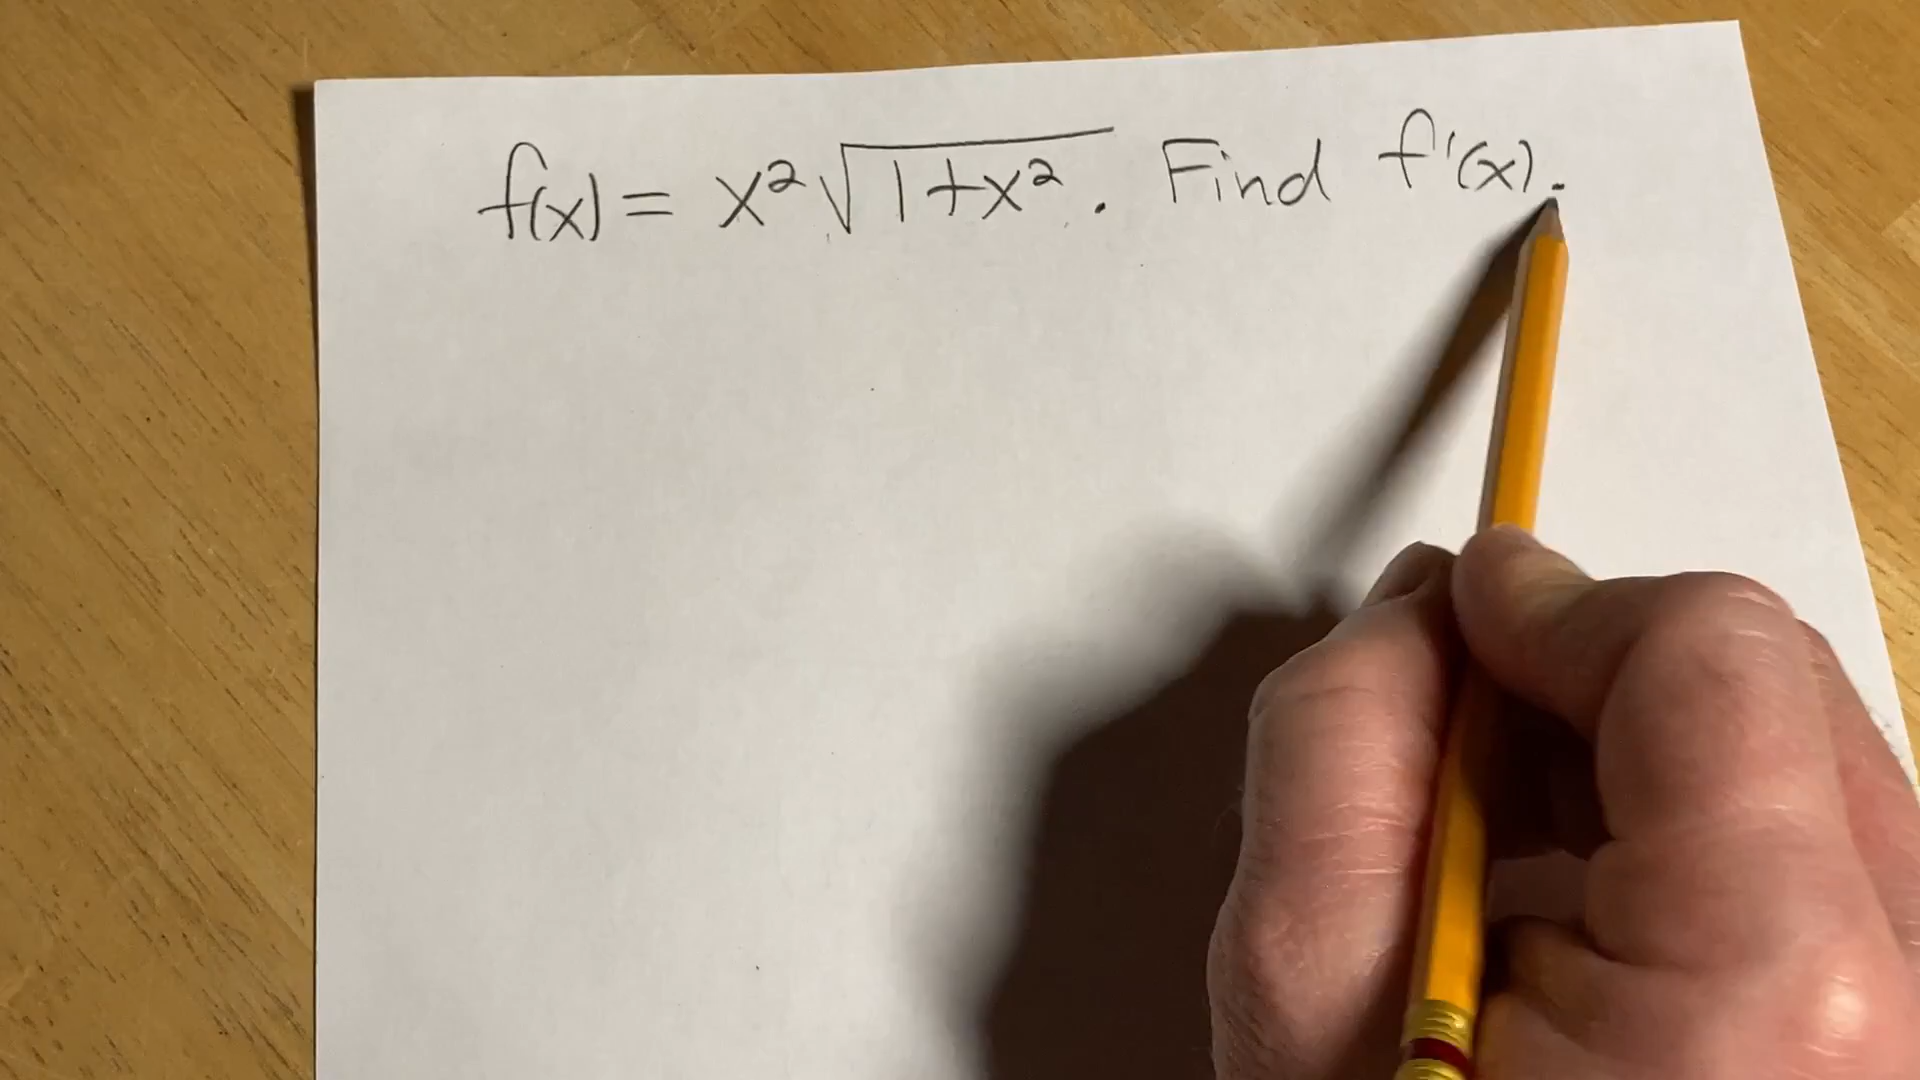 f(x) = x²√(1+x²). Find f'(x).